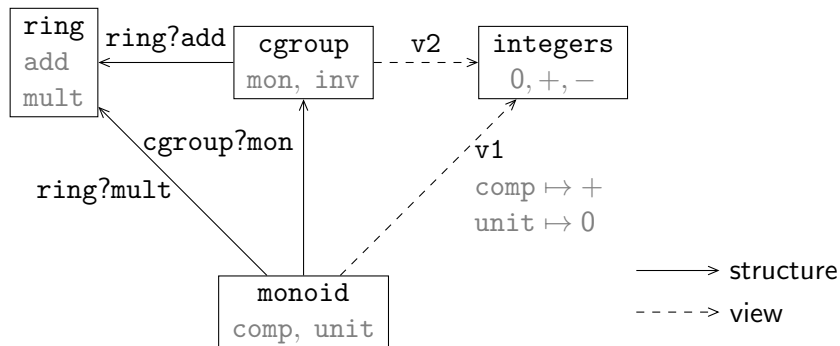 ring
add
mult
ring?add
cgroup
mon, inv
v2
integers
0, +, −
cgroup?mon
v1
ring?mult
comp ↦ +
unit ↦ 0
monoid
comp, unit
structure
view